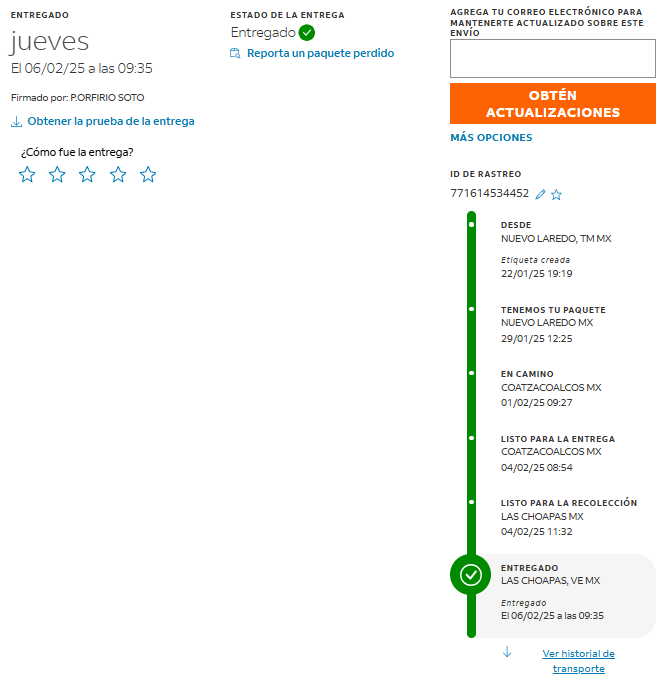 ENTREGADO
jueves
El 06/02/25 a las 09:35
Firmado por: P.ORFIRIO SOTO
Obtener la prueba de la entrega
¿Cómo fue la entrega?
ESTADO DE LA ENTREGA
Entregado
Reporta un paquete perdido
AGREGA TU CORREO ELECTRÓNICO PARA
MANTENERTE ACTUALIZADO SOBRE ESTE
ENVÍO
OBTÉN
ACTUALIZACIONES
MÁS OPCIONES
ID DE RASTREO
771614534452
DESDE
NUEVO LAREDO, TM MX
Etiqueta creada
22/01/25 19:19
TENEMOS TU PAQUETE
NUEVO LAREDO MX
29/01/25 12:25
EN CAMINO
COATZACOALCOS MX
01/02/25 09:27
LISTO PARA LA ENTREGA
COATZACOALCOS MX
04/02/25 08:54
LISTO PARA LA RECOLECCIÓN
LAS CHOAPAS MX
04/02/25 11:32
ENTREGADO
LAS CHOAPAS, VE MX
Entregado
El 06/02/25 a las 09:35
Ver historial de
transporte